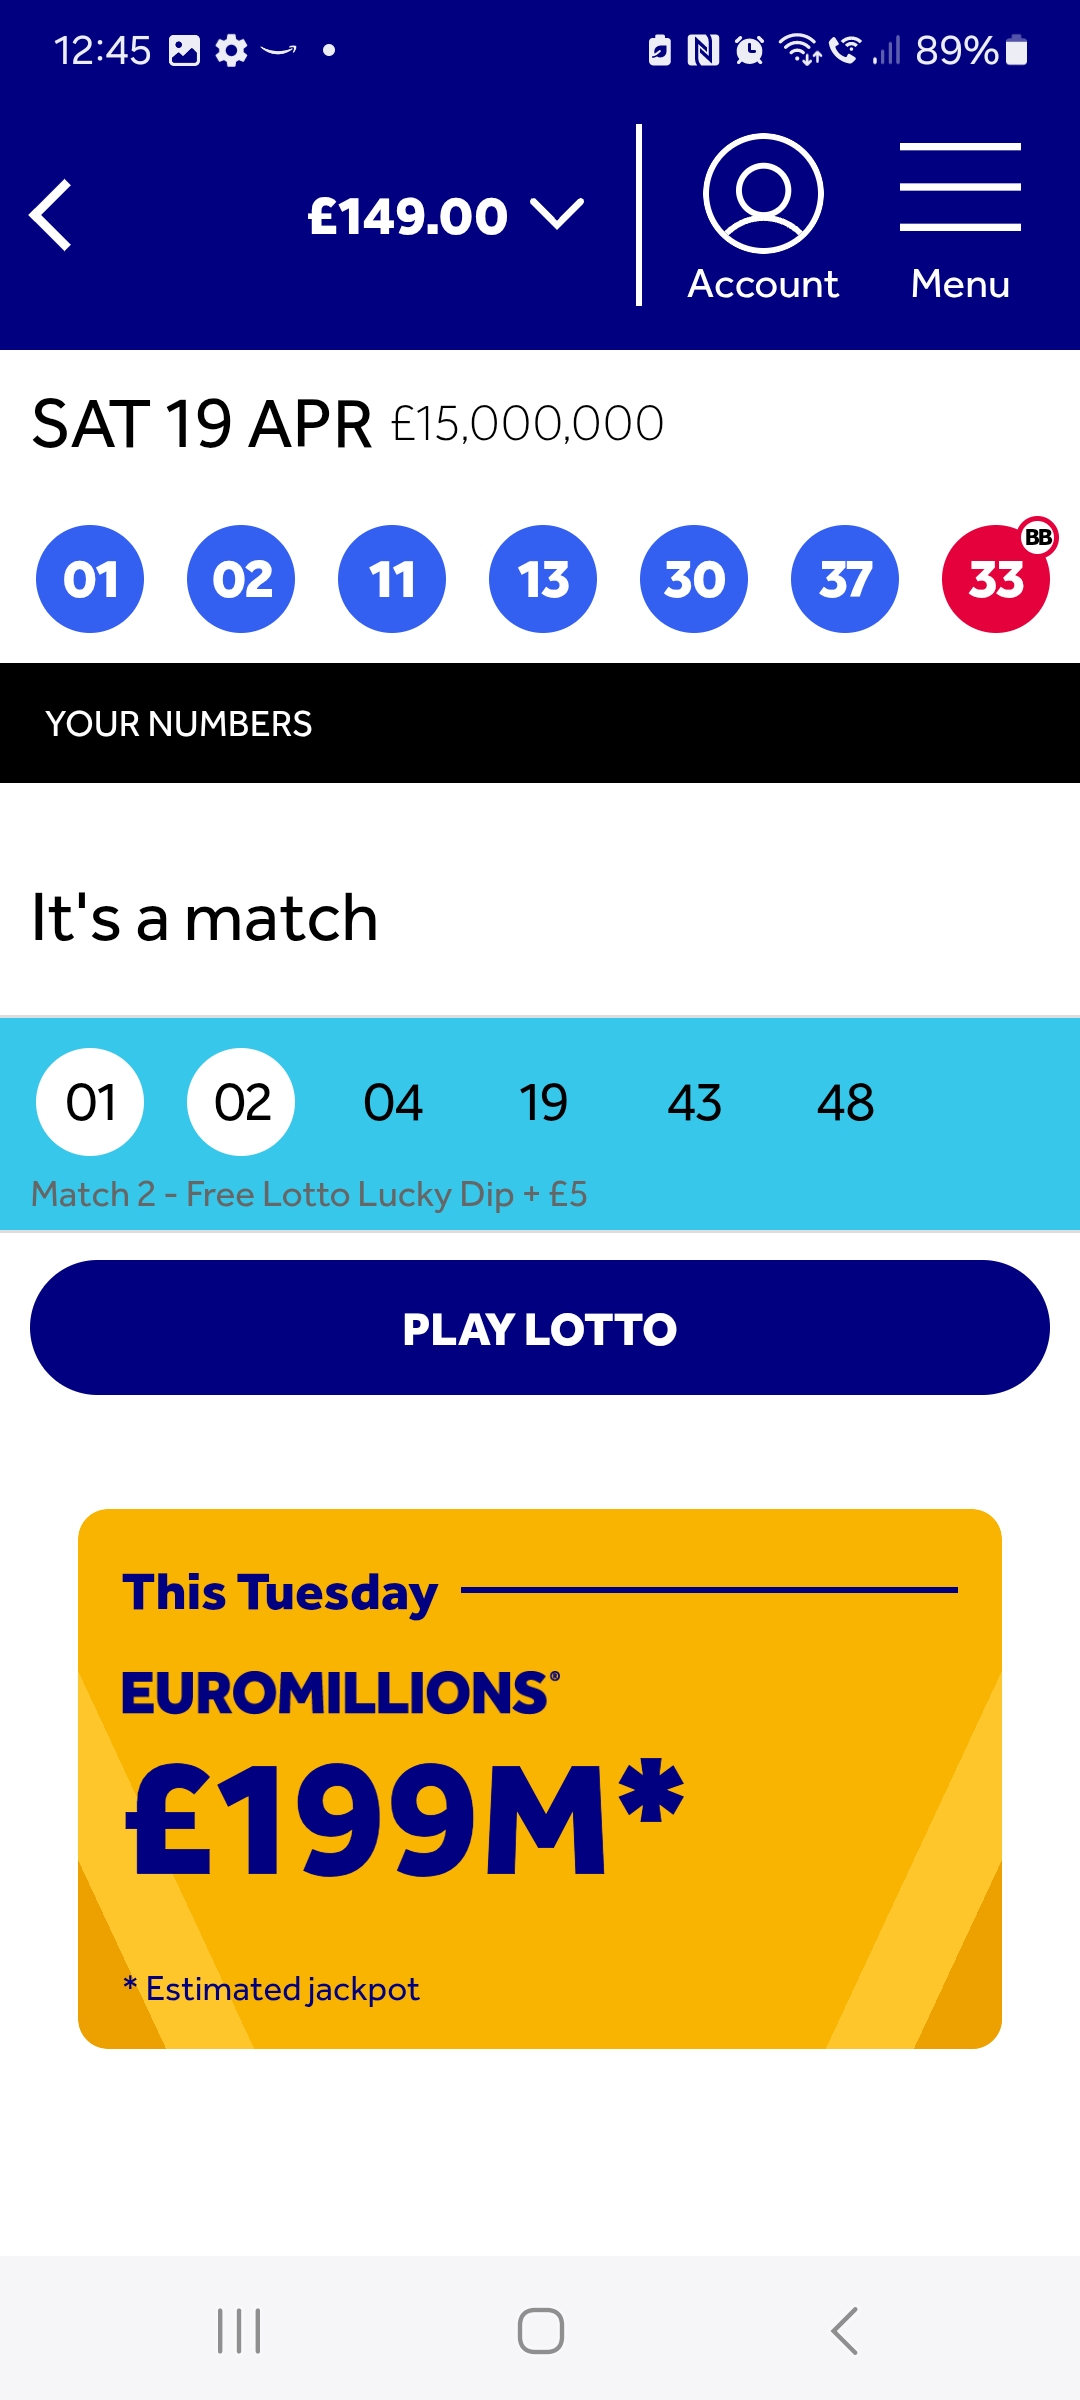 12:45 89%
£149.00
Account Menu
SAT 19 APR £15,000,000
01 02 11 13 30 37 33 BB
YOUR NUMBERS
It's a match
01 02 04 19 43 48
Match 2 - Free Lotto Lucky Dip + £5
PLAY LOTTO
This Tuesday
EUROMILLIONS®
£199M*
* Estimated jackpot